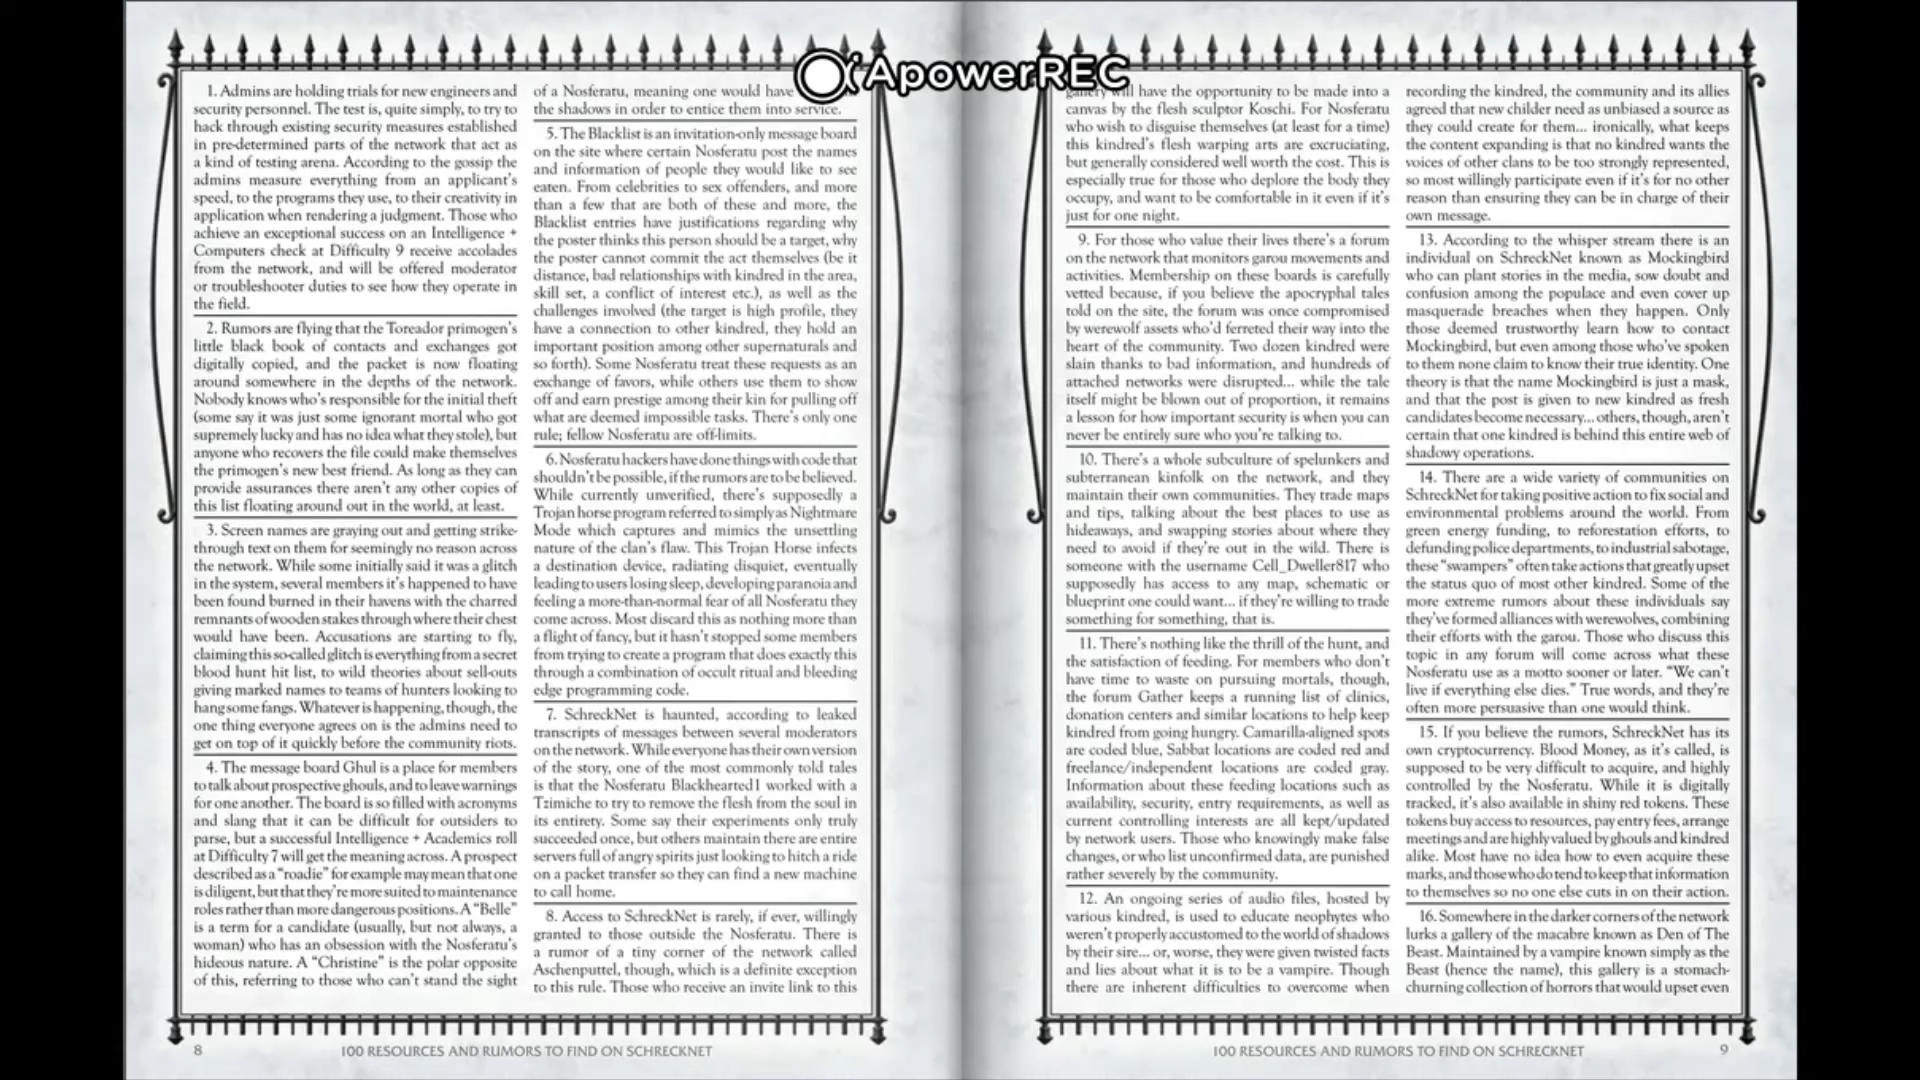 ApowerREC
1. Admins are holding trials for new engineers and
security personnel. The test is, quite simply, to try to
hack through existing security measures established
in pre-determined parts of the network that act as
a kind of testing arena. According to the gossip the
admins measure everything from an applicant's
speed, to the programs they use, to their creativity in
application when rendering a judgment. Those who
achieve an exceptional success on an Intelligence +
Computers check at Difficulty 9 receive accolades
from the network, and will be offered moderator
or troubleshooter duties to see how they operate in
the field.
2. Rumors are flying that the Toreador primogen's
little black book of contacts and exchanges got
digitally copied, and the packet is now floating
around somewhere in the depths of the network.
Nobody knows who's responsible for the initial theft
(some say it was just some ignorant mortal who got
supremely lucky and has no idea what they stole), but
anyone who recovers the file could make themselves
the primogen's new best friend. As long as they can
provide assurances there aren't any other copies of
this list floating around out in the world, at least.
3. Screen names are graying out and getting strike-
through text on them for seemingly no reason across
the network. While some initially said it was a glitch
in the system, several members it's happened to have
been found burned in their havens with the charred
remnants of wooden stakes through where their chest
would have been. Accusations are starting to fly,
claiming this so-called glitch is everything from a secret
blood hunt hit list, to wild theories about sell-outs
giving marked names to teams of hunters looking to
hang some fangs. Whatever is happening, though, the
one thing everyone agrees on is the admins need to
get on top of it quickly before the community riots.
4. The message board Ghul is a place for members
to talk about prospective ghouls, and to leave warnings
for one another. The board is so filled with acronyms
and slang that it can be difficult for outsiders to
parse, but a successful Intelligence + Academics roll
at Difficulty 7 will get the meaning across. A prospect
described as a "roadie" for example may mean that one
is diligent, but that they're more suited to maintenance
roles rather than more dangerous positions. A "Belle"
is a term for a candidate (usually, but not always, a
woman) who has an obsession with the Nosferatu's
hideous nature. A "Christine" is the polar opposite
of this, referring to those who can't stand the sight
of a Nosferatu, meaning one would have
the shadows in order to entice them into service.
5. The Blacklist is an invitation-only message board
on the site where certain Nosferatu post the names
and information of people they would like to see
eaten. From celebrities to sex offenders, and more
than a few that are both of these and more, the
Blacklist entries have justifications regarding why
the poster thinks this person should be a target, why
the poster cannot commit the act themselves (be it
distance, bad relationships with kindred in the area,
skill set, a conflict of interest etc.), as well as the
challenges involved (the target is high profile, they
have a connection to other kindred, they hold an
important position among other supernaturals and
so forth). Some Nosferatu treat these requests as an
exchange of favors, while others use them to show
off and earn prestige among their kin for pulling off
what are deemed impossible tasks. There's only one
rule; fellow Nosferatu are off-limits.
6. Nosferatu hackers have done things with code that
shouldn't be possible, if the rumors are to be believed.
While currently unverified, there's supposedly a
Trojan horse program referred to simply as Nightmare
Mode which captures and mimics the unsettling
nature of the clan's flaw. This Trojan Horse infects
a destination device, radiating disquiet, eventually
leading to users losing sleep, developing paranoia and
feeling a more-than-normal fear of all Nosferatu they
come across. Most discard this as nothing more than
a flight of fancy, but it hasn't stopped some members
from trying to create a program that does exactly this
through a combination of occult ritual and bleeding
edge programming code.
7. SchreckNet is haunted, according to leaked
transcripts of messages between several moderators
on the network. While everyone has their own version
of the story, one of the most commonly told tales
is that the Nosferatu Blackhearted1 worked with a
Tzimiche to try to remove the flesh from the soul in
its entirety. Some say their experiments only truly
succeeded once, but others maintain there are entire
servers full of angry spirits just looking to hitch a ride
on a packet transfer so they can find a new machine
to call home.
8. Access to SchreckNet is rarely, if ever, willingly
granted to those outside the Nosferatu. There is
a rumor of a tiny corner of the network called
Aschenputtel, though, which is a definite exception
to this rule. Those who receive an invite link to this
8
100 RESOURCES AND RUMORS TO FIND ON SCHRECKNET
gallery will have the opportunity to be made into a
canvas by the flesh sculptor Koschi. For Nosferatu
who wish to disguise themselves (at least for a time)
this kindred's flesh warping arts are excruciating,
but generally considered well worth the cost. This is
especially true for those who deplore the body they
occupy, and want to be comfortable in it even if it's
just for one night.
9. For those who value their lives there's a forum
on the network that monitors garou movements and
activities. Membership on these boards is carefully
vetted because, if you believe the apocryphal tales
told on the site, the forum was once compromised
by werewolf assets who'd ferreted their way into the
heart of the community. Two dozen kindred were
slain thanks to bad information, and hundreds of
attached networks were disrupted... while the tale
itself might be blown out of proportion, it remains
a lesson for how important security is when you can
never be entirely sure who you're talking to.
10. There's a whole subculture of spelunkers and
subterranean kinfolk on the network, and they
maintain their own communities. They trade maps
and tips, talking about the best places to use as
hideaways, and swapping stories about where they
need to avoid if they're out in the wild. There is
someone with the username Cell_Dweller817 who
supposedly has access to any map, schematic or
blueprint one could want... if they're willing to trade
something for something, that is.
11. There's nothing like the thrill of the hunt, and
the satisfaction of feeding. For members who don't
have time to waste on pursuing mortals, though,
the forum Gather keeps a running list of clinics,
donation centers and similar locations to help keep
kindred from going hungry. Camarilla-aligned spots
are coded blue, Sabbat locations are coded red and
freelance/independent locations are coded gray.
Information about these feeding locations such as
availability, security, entry requirements, as well as
current controlling interests are all kept/updated
by network users. Those who knowingly make false
changes, or who list unconfirmed data, are punished
rather severely by the community.
12. An ongoing series of audio files, hosted by
various kindred, is used to educate neophytes who
weren't properly accustomed to the world of shadows
by their sire... or, worse, they were given twisted facts
and lies about what it is to be a vampire. Though
there are inherent difficulties to overcome when
recording the kindred, the community and its allies
agreed that new childer need as unbiased a source as
they could create for them... ironically, what keeps
the content expanding is that no kindred wants the
voices of other clans to be too strongly represented,
so most willingly participate even if it's for no other
reason than ensuring they can be in charge of their
own message.
13. According to the whisper stream there is an
individual on SchreckNet known as Mockingbird
who can plant stories in the media, sow doubt and
confusion among the populace and even cover up
masquerade breaches when they happen. Only
those deemed trustworthy learn how to contact
Mockingbird, but even among those who've spoken
to them none claim to know their true identity. One
theory is that the name Mockingbird is just a mask,
and that the post is given to new kindred as fresh
candidates become necessary... others, though, aren't
certain that one kindred is behind this entire web of
shadowy operations.
14. There are a wide variety of communities on
SchreckNet for taking positive action to fix social and
environmental problems around the world. From
green energy funding, to reforestation efforts, to
defunding police departments, to industrial sabotage,
these "swampers" often take actions that greatly upset
the status quo of most other kindred. Some of the
more extreme rumors about these individuals say
they've formed alliances with werewolves, combining
their efforts with the garou. Those who discuss this
topic in any forum will come across what these
Nosferatu use as a motto sooner or later. "We can't
live if everything else dies." True words, and they're
often more persuasive than one would think.
15. If you believe the rumors, SchreckNet has its
own cryptocurrency. Blood Money, as it's called, is
supposed to be very difficult to acquire, and highly
controlled by the Nosferatu. While it is digitally
tracked, it's also available in shiny red tokens. These
tokens buy access to resources, pay entry fees, arrange
meetings and are highly valued by ghouls and kindred
alike. Most have no idea how to even acquire these
marks, and those who do tend to keep that information
to themselves so no one else cuts in on their action.
16. Somewhere in the darker corners of the network
lurks a gallery of the macabre known as Den of The
Beast. Maintained by a vampire known simply as the
Beast (hence the name), this gallery is a stomach-
churning collection of horrors that would upset even
100 RESOURCES AND RUMORS TO FIND ON SCHRECKNET
9